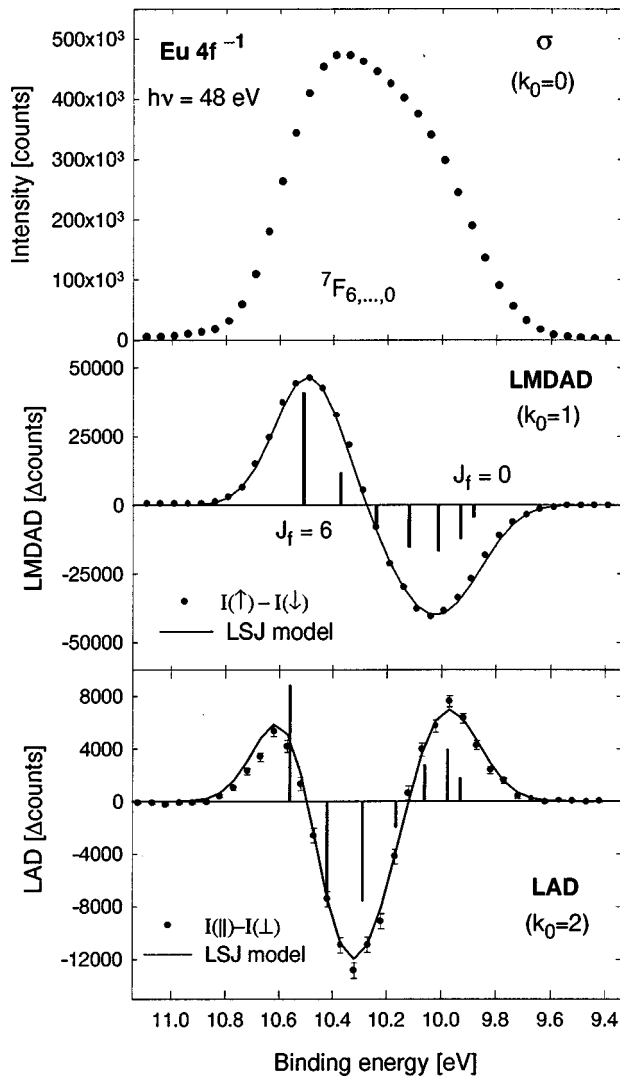 500x10³
400x10³
300x10³
200x10³
100x10³
0
Intensity [counts]
Eu 4f ⁻¹
hν = 48 eV
σ
(k₀=0)
⁷F₆,...,₀
50000
25000
0
-25000
-50000
LMDAD [Δcounts]
LMDAD
(k₀=1)
J_f = 0
J_f = 6
I(↑) − I(↓)
LSJ model
8000
4000
0
-4000
-8000
-12000
LAD [Δcounts]
I(||)−I(⊥)
LSJ model
LAD
(k₀=2)
11.0 10.8 10.6 10.4 10.2 10.0 9.8 9.6 9.4
Binding energy [eV]